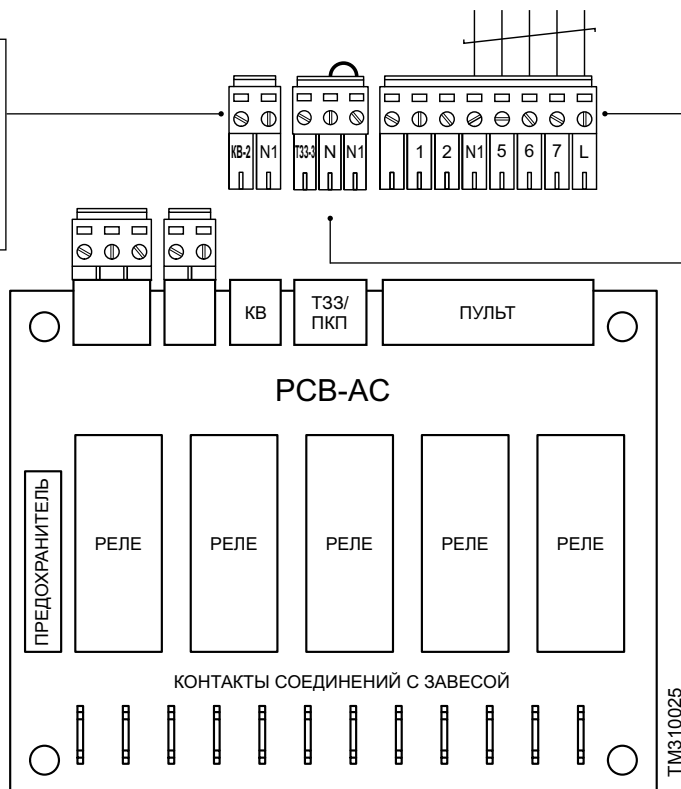 КВ-2 N1
ТЗЗ-3 N N1
1 2 N1 5 6 7 L
КВ
ТЗЗ/
ПКП
ПУЛЬТ
PCB-AC
ПРЕДОХРАНИТЕЛЬ
РЕЛЕ РЕЛЕ РЕЛЕ РЕЛЕ РЕЛЕ
КОНТАКТЫ СОЕДИНЕНИЙ С ЗАВЕСОЙ
TM310025